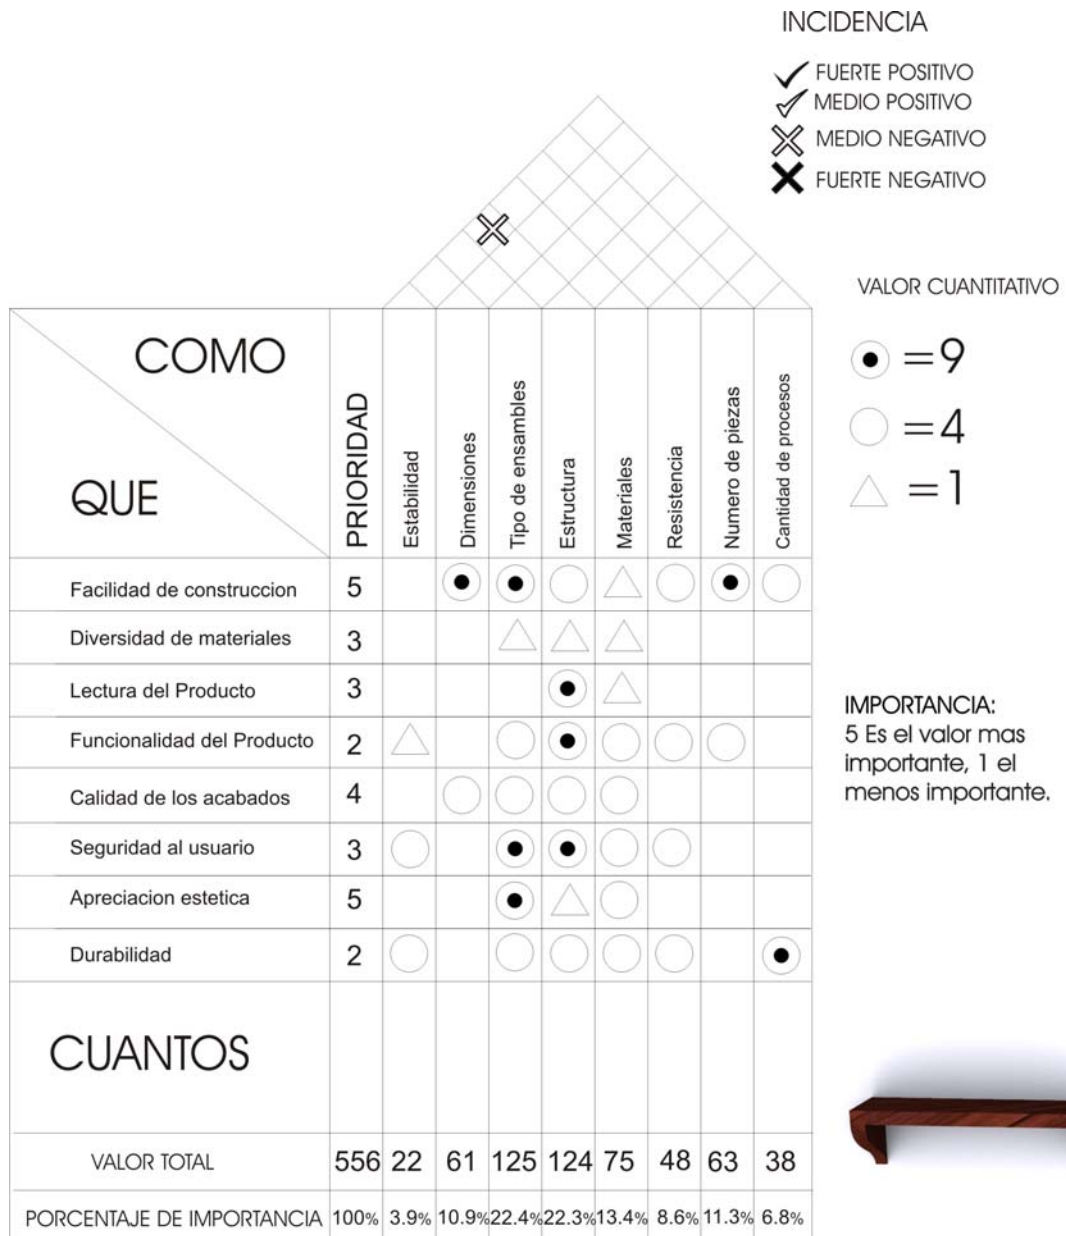 INCIDENCIA
FUERTE POSITIVO
MEDIO POSITIVO
MEDIO NEGATIVO
FUERTE NEGATIVO
VALOR CUANTITATIVO
=9
=4
=1
COMO
QUE
PRIORIDAD
Estabilidad
Dimensiones
Tipo de ensambles
Estructura
Materiales
Resistencia
Numero de piezas
Cantidad de procesos
Facilidad de construccion 5
Diversidad de materiales 3
Lectura del Producto 3
Funcionalidad del Producto 2
Calidad de los acabados 4
Seguridad al usuario 3
Apreciacion estetica 5
Durabilidad 2
IMPORTANCIA:
5 Es el valor mas
importante, 1 el
menos importante.
CUANTOS
VALOR TOTAL 556 22 61 125 124 75 48 63 38
PORCENTAJE DE IMPORTANCIA 100% 3.9% 10.9% 22.4% 22.3% 13.4% 8.6% 11.3% 6.8%